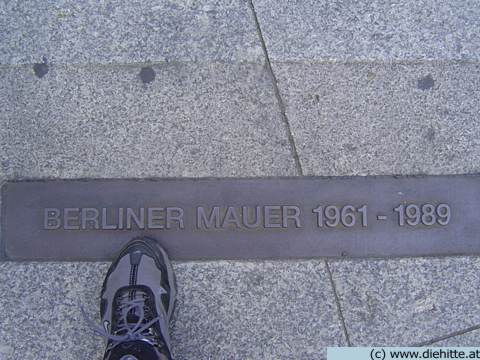 BERLINER MAUER 1961 - 1989
(c) www.diehitte.at